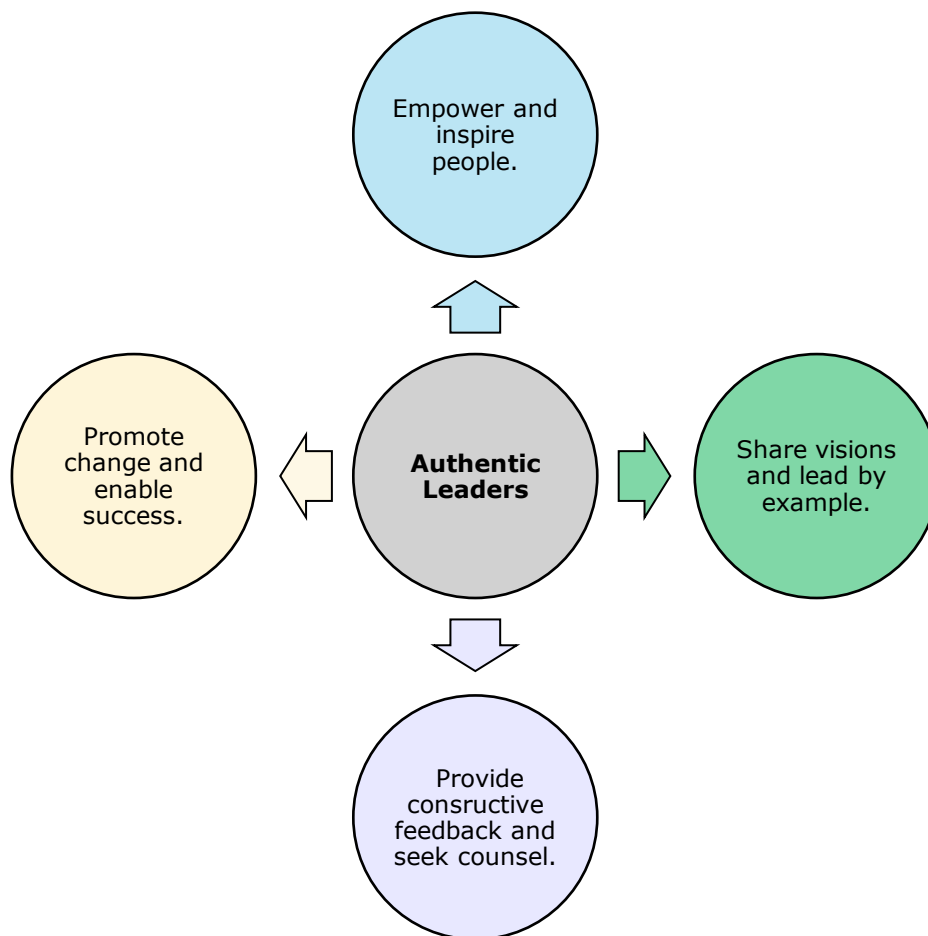 Empower and
inspire
people.
Promote
change and
enable
success.
Authentic
Leaders
Share visions
and lead by
example.
Provide
consructive
feedback and
seek counsel.